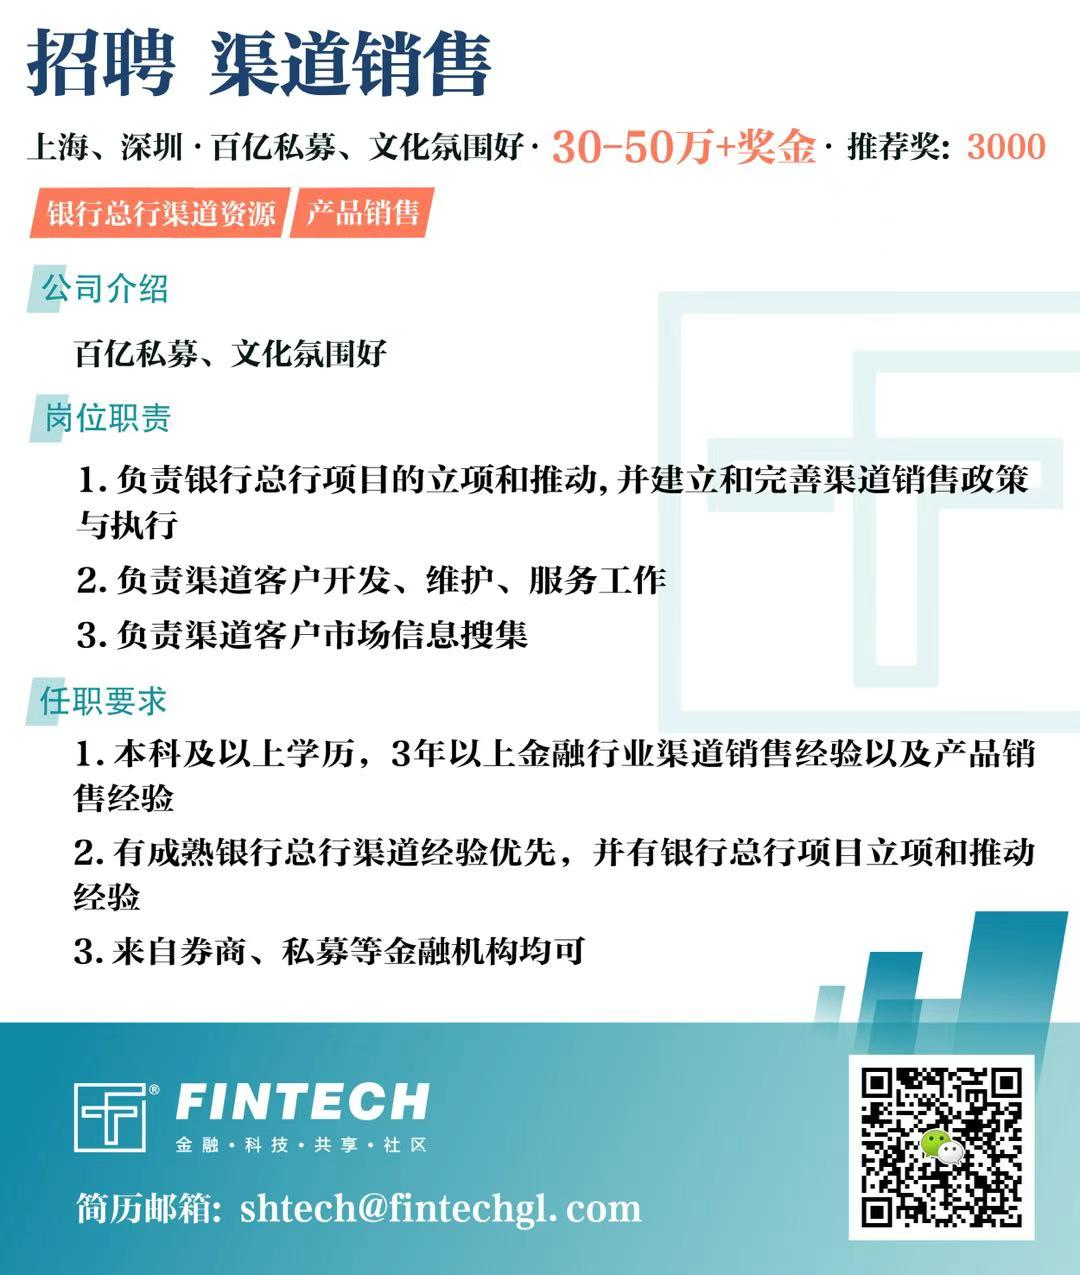 招聘 渠道销售
上海、深圳·百亿私募、文化氛围好·30-50万+奖金·推荐奖: 3000
银行总行渠道资源 产品销售
公司介绍
百亿私募、文化氛围好
岗位职责
1. 负责银行总行项目的立项和推动, 并建立和完善渠道销售政策
与执行
2. 负责渠道客户开发、维护、服务工作
3. 负责渠道客户市场信息搜集
任职要求
1. 本科及以上学历，3年以上金融行业渠道销售经验以及产品销
售经验
2. 有成熟银行总行渠道经验优先，并有银行总行项目立项和推动
经验
3. 来自券商、私募等金融机构均可
® FINTECH
金融·科技·共享·社区
简历邮箱: shtech@fintechgl.com